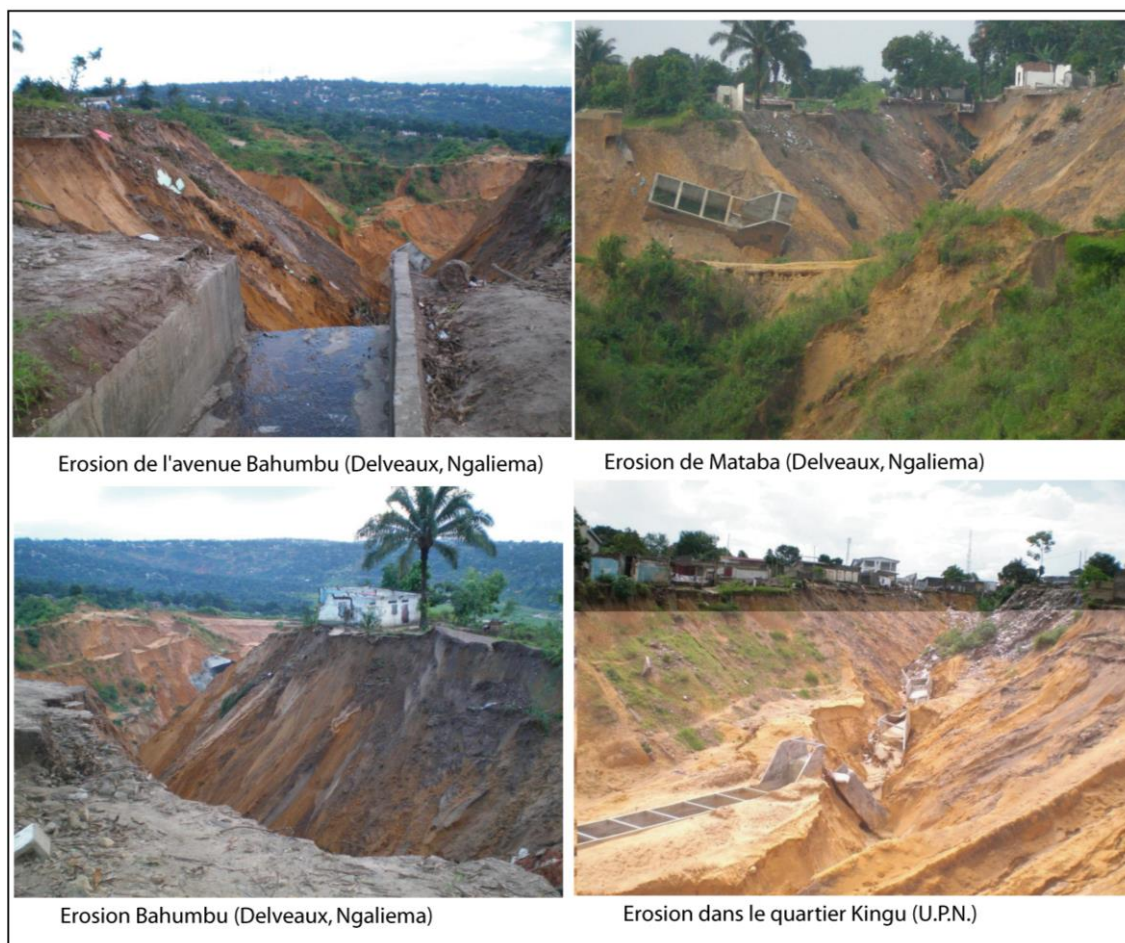 Erosion de l'avenue Bahumbu (Delveaux, Ngaliema)
Erosion de Mataba (Delveaux, Ngaliema)
Erosion Bahumbu (Delveaux, Ngaliema)
Erosion dans le quartier Kingu (U.P.N.)